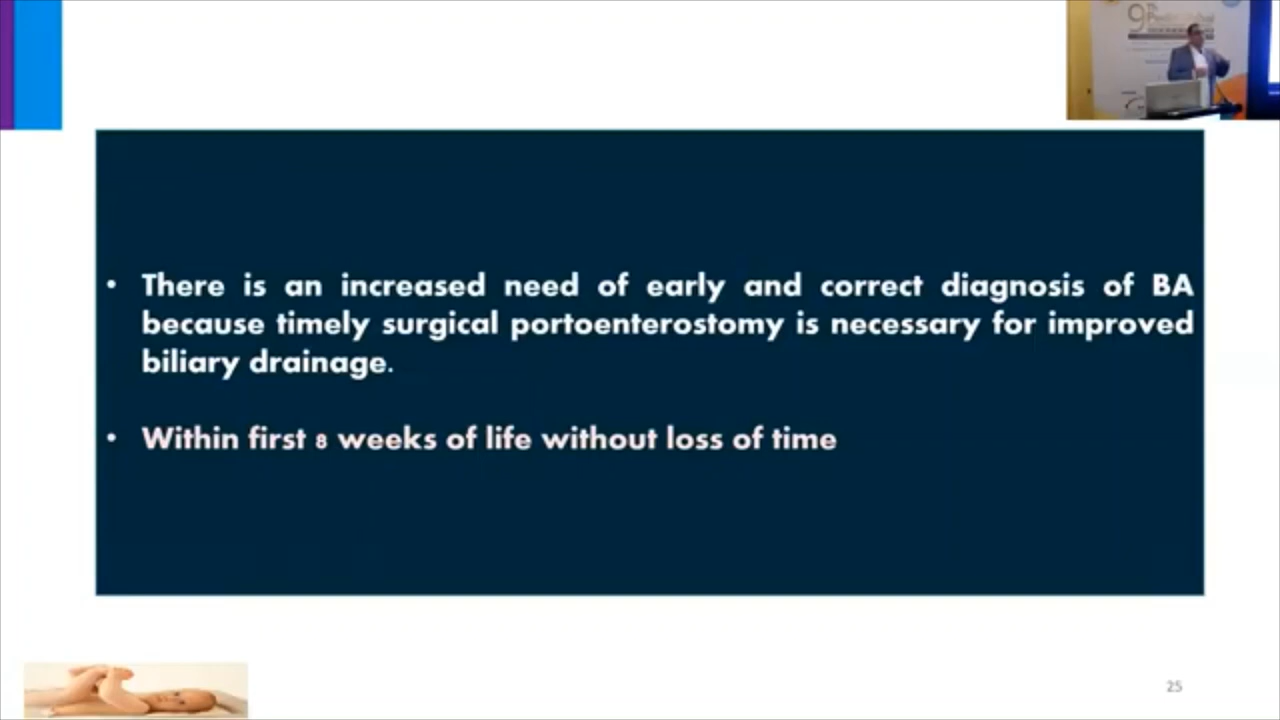 9th
• There is an increased need of early and correct diagnosis of BA
because timely surgical portoenterostomy is necessary for improved
biliary drainage.
• Within first 8 weeks of life without loss of time
25